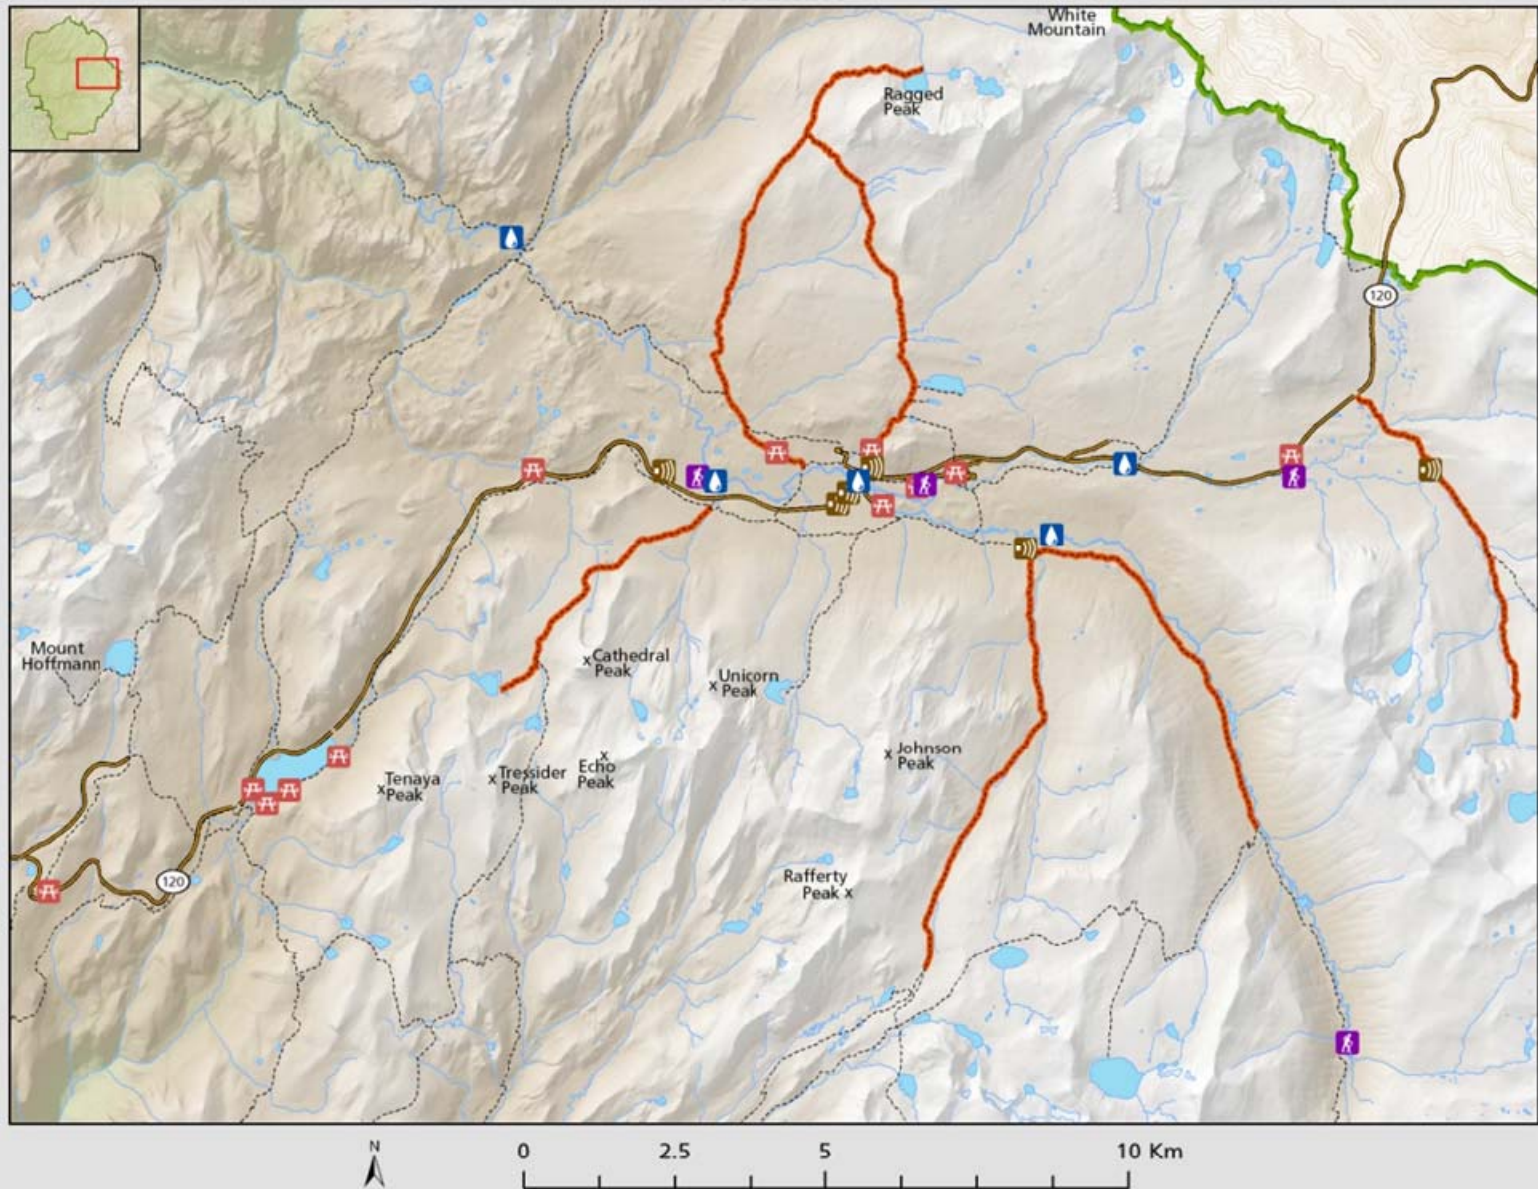 White
Mountain
Ragged
Peak
120
Mount
Hoffmann
Cathedral
Peak
Unicorn
Peak
Johnson
Peak
Tenaya
Peak
Tressider
Peak
Echo
Peak
Rafferty
Peak
120
N
0 2.5 5 10 Km